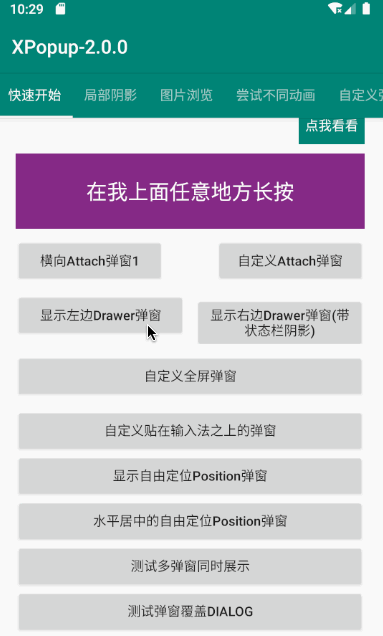 10:29
XPopup-2.0.0
快速开始 局部阴影 图片浏览 尝试不同动画 自定义
点我看看
在我上面任意地方长按
横向Attach弹窗1 自定义Attach弹窗
显示左边Drawer弹窗 显示右边Drawer弹窗(带
状态栏阴影)
自定义全屏弹窗
自定义贴在输入法之上的弹窗
显示自由定位Position弹窗
水平居中的自由定位Position弹窗
测试多弹窗同时展示
测试弹窗覆盖DIALOG